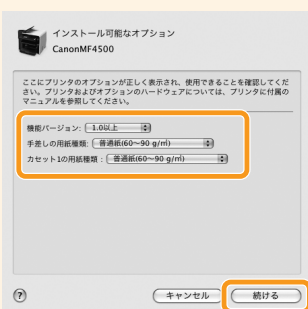 インストール可能なオプション
CanonMF4500
ここにプリンタのオプションが正しく表示され、使用できることを確認してくだ
さい。プリンタおよびオプションのハードウェアについては、プリンタに付属の
マニュアルを参照してください。
機能バージョン: 1.0以上
手差しの用紙種類: 普通紙(60〜90 g/㎡)
カセット1の用紙種類: 普通紙(60〜90 g/㎡)
? キャンセル 続ける